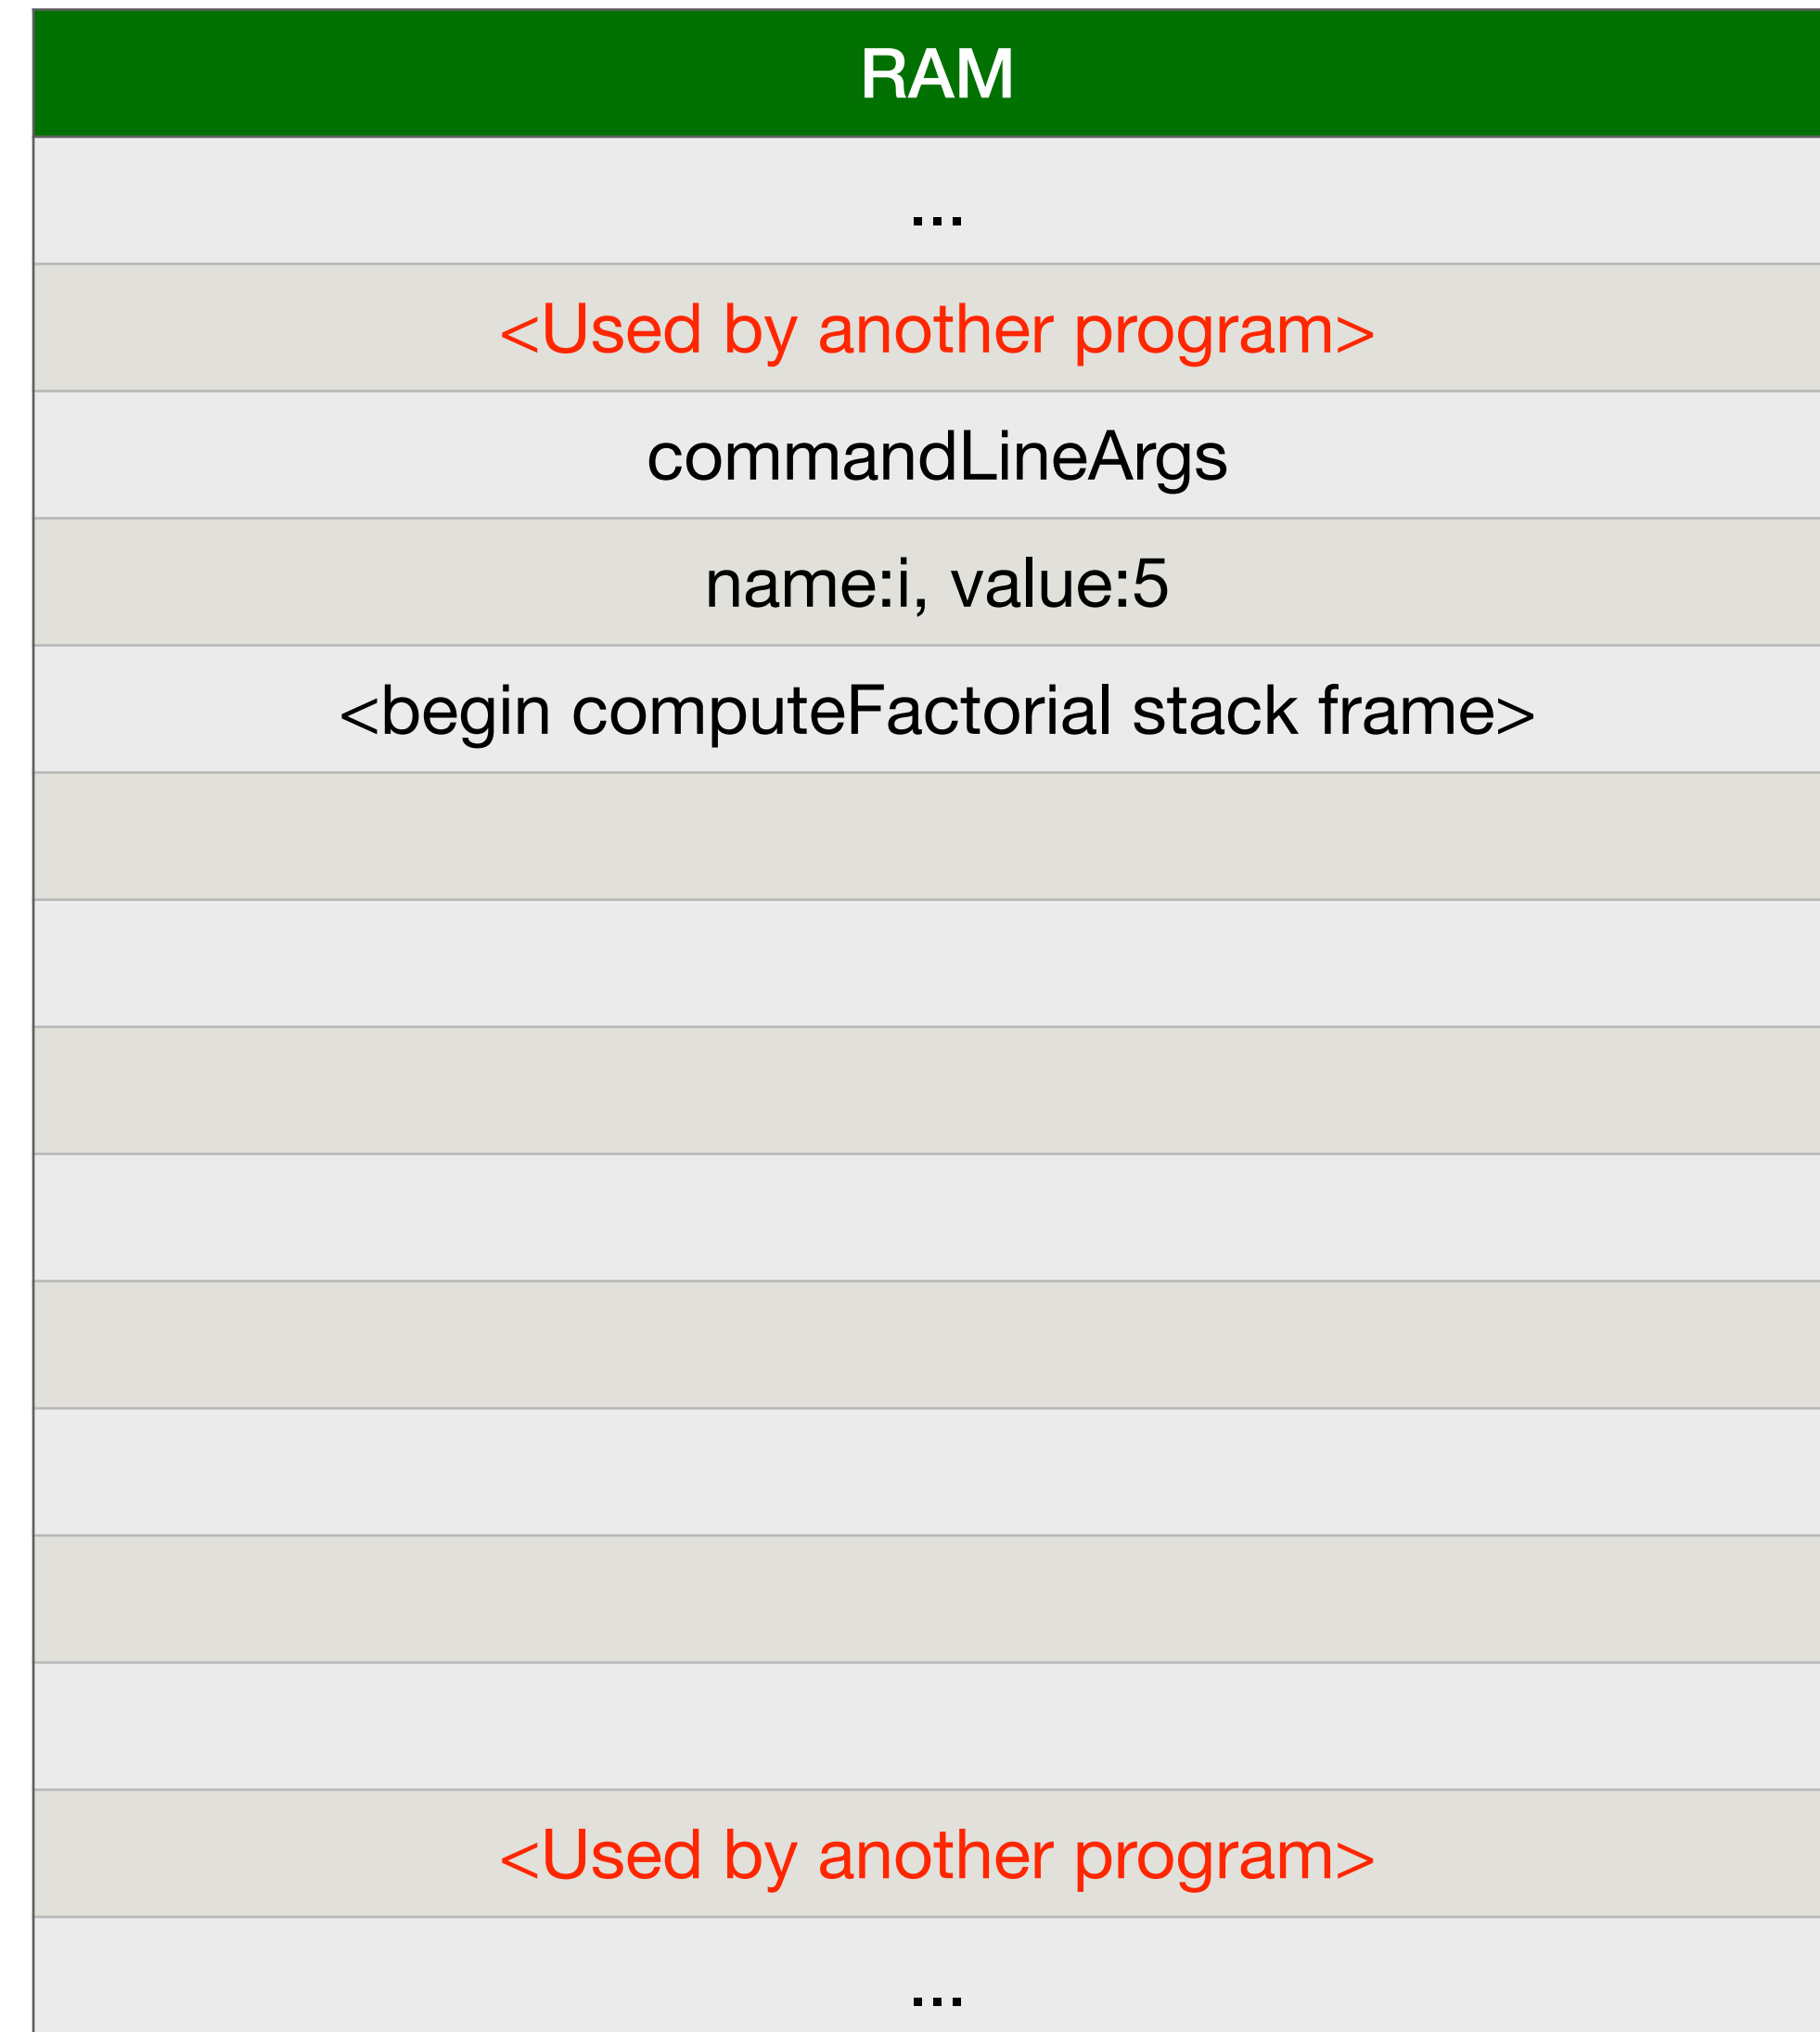 RAM
...
<Used by another program>
commandLineArgs
name:i, value:5
<begin computeFactorial stack frame>
<Used by another program>
...